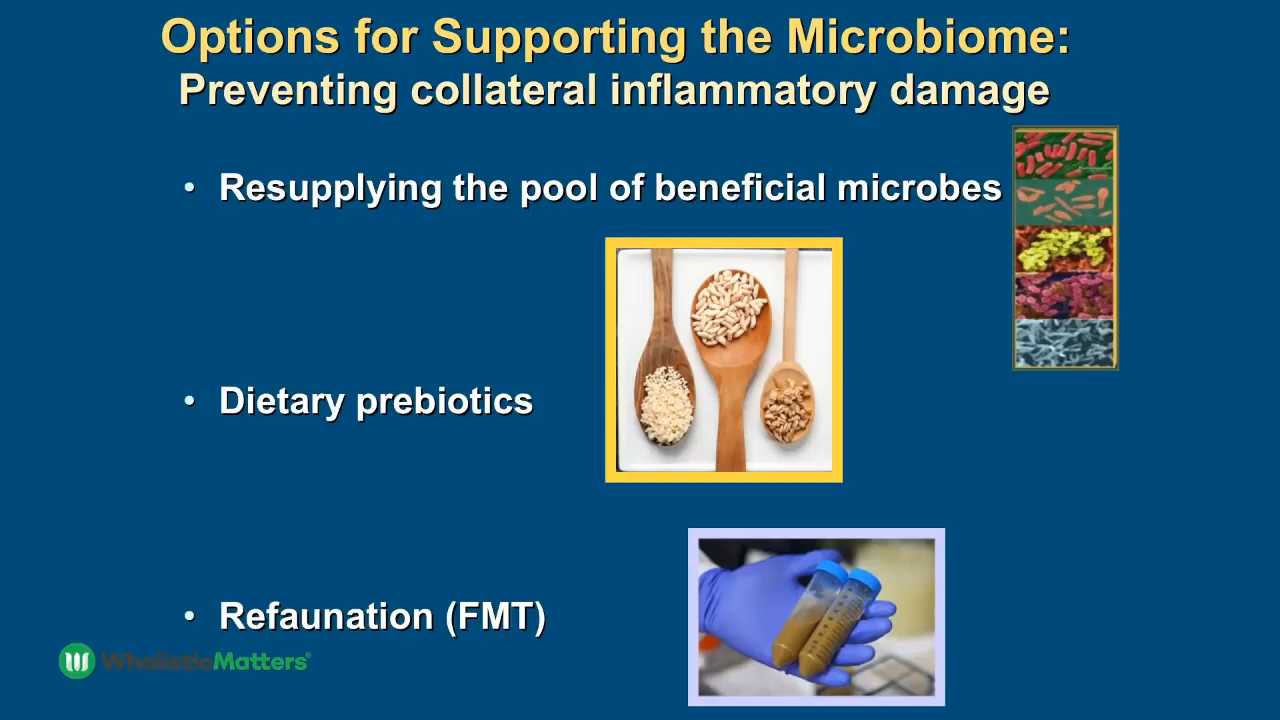 Options for Supporting the Microbiome:
Preventing collateral inflammatory damage
• Resupplying the pool of beneficial microbes
• Dietary prebiotics
• Refaunation (FMT)
WholisticMatters®